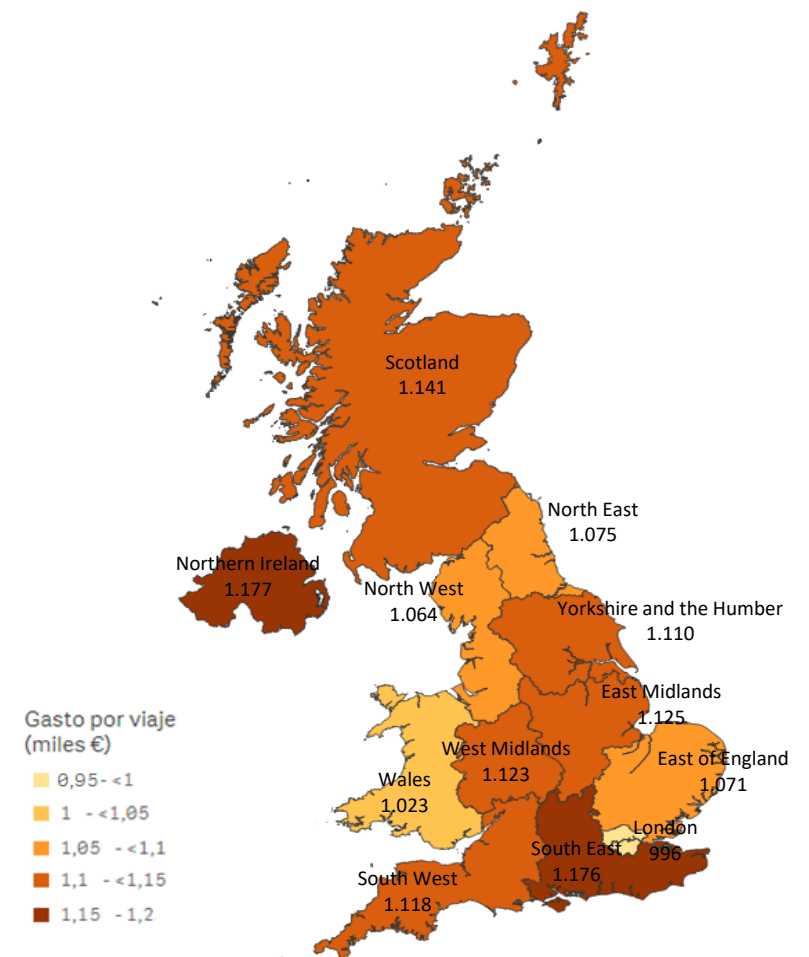 Scotland
1.141
North East
1.075
Northern Ireland
1.177
North West
1.064
Yorkshire and the Humber
1.110
East Midlands
1.125
West Midlands
1.123
East of England
1,071
Wales
1,023
London
996
South East
1.176
South West
1.118
Gasto por viaje
(miles €)
0,95-<1
1 -<1,05
1,05 -<1,1
1,1 -<1,15
1,15 -1,2